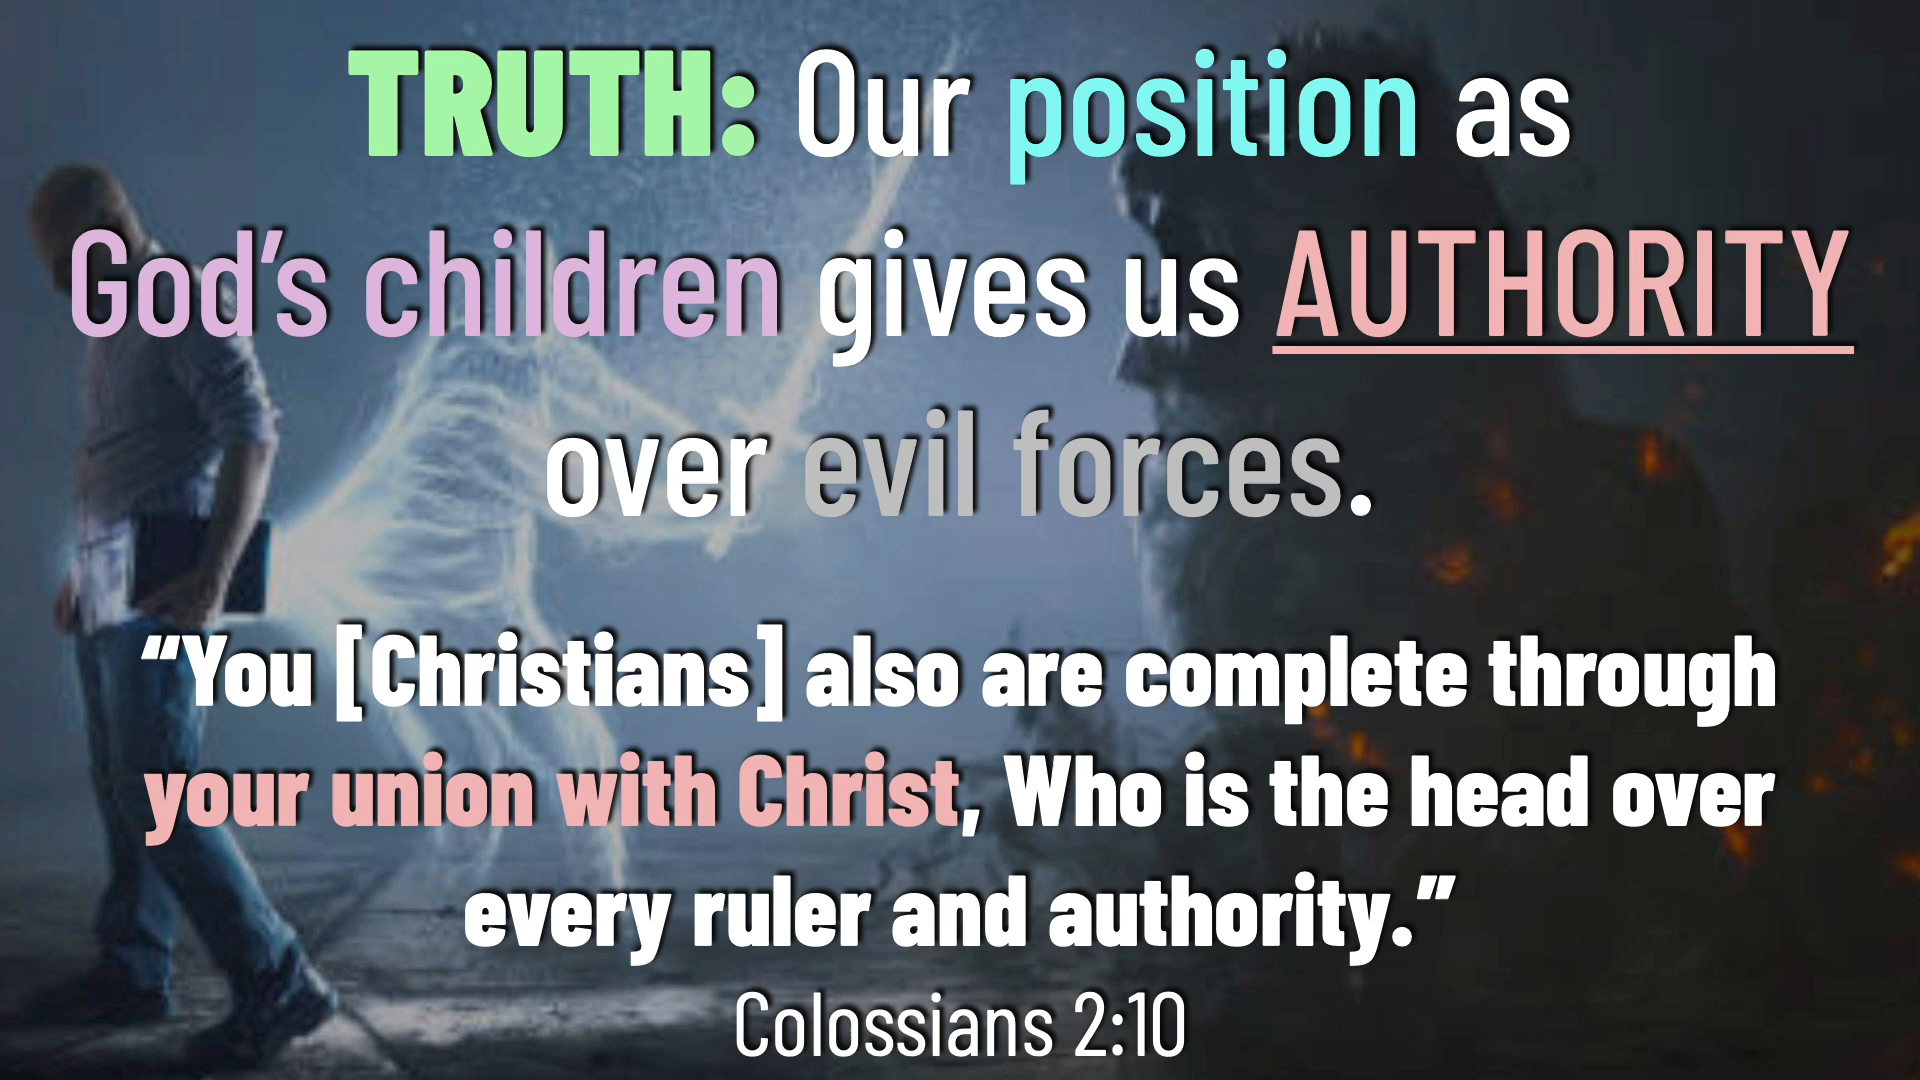 TRUTH: Our position as
God’s children gives us AUTHORITY
over evil forces.
“You [Christians] also are complete through
your union with Christ, Who is the head over
every ruler and authority.”
Colossians 2:10